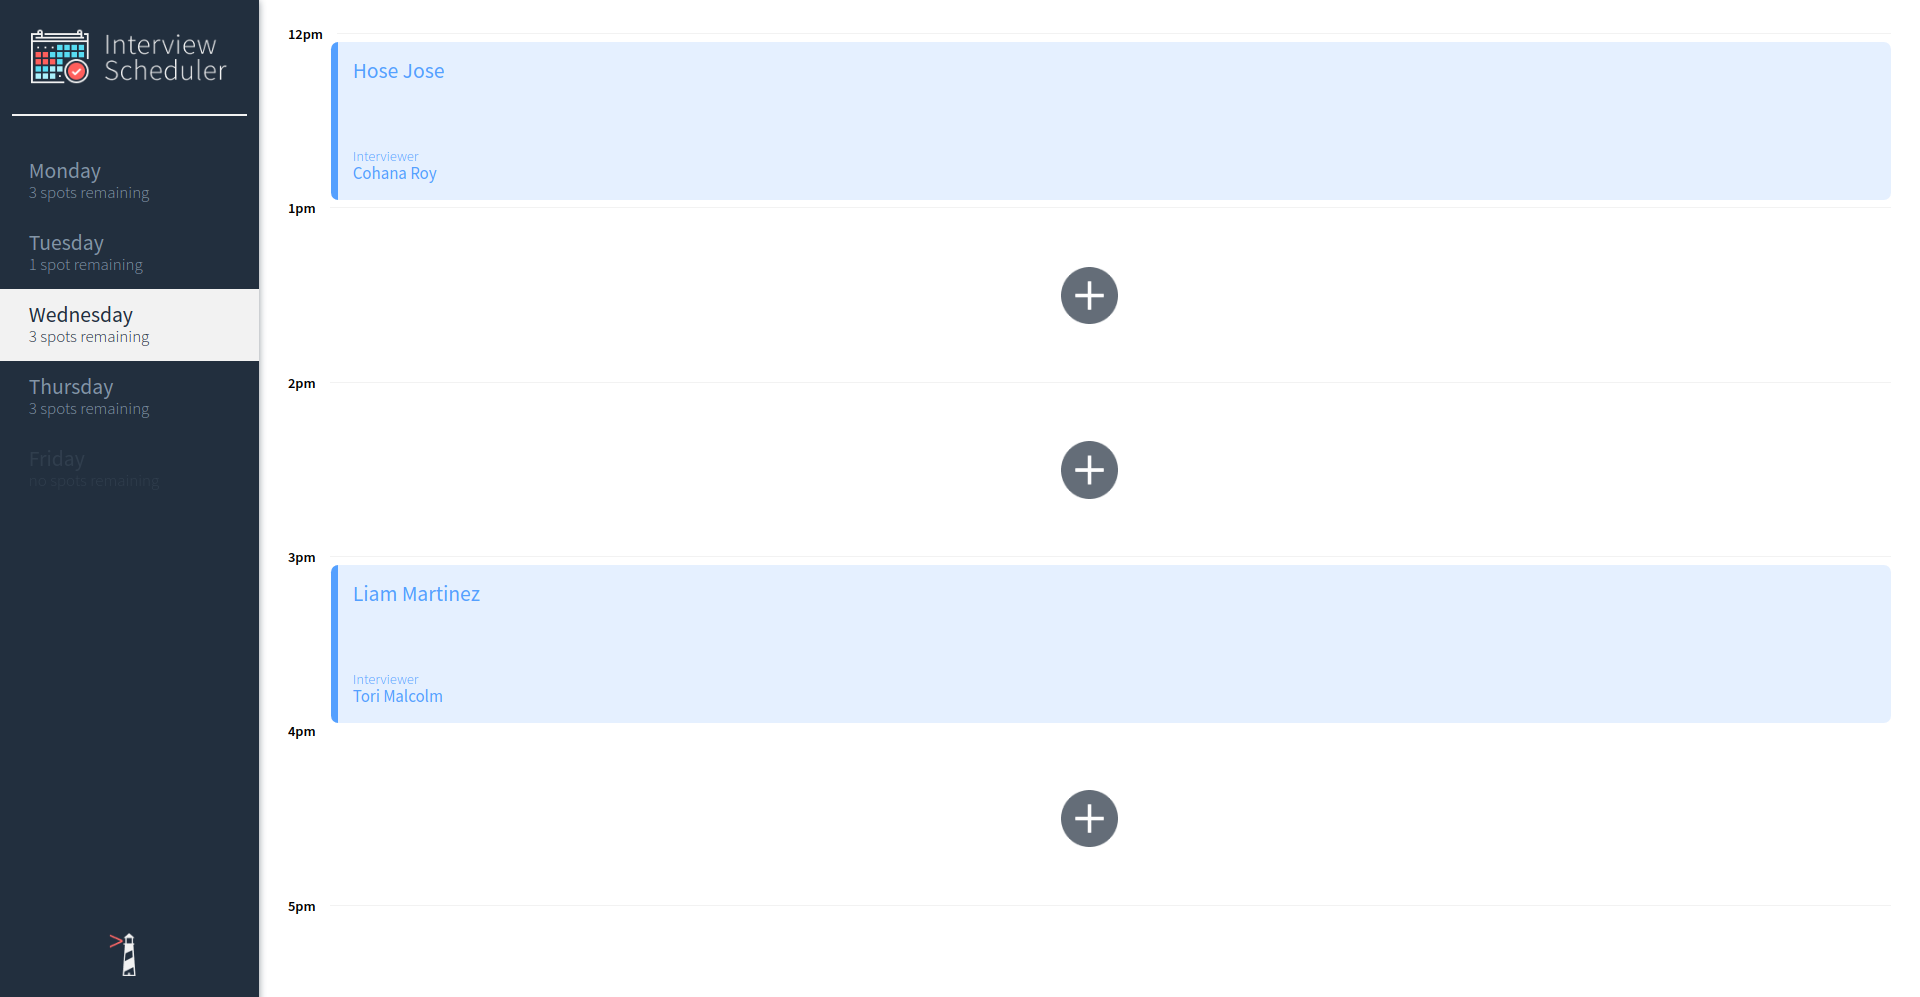 Interview
Scheduler
Monday
3 spots remaining
Tuesday
1 spot remaining
Wednesday
3 spots remaining
Thursday
3 spots remaining
Friday
no spots remaining
12pm
Hose Jose
Interviewer
Cohana Roy
1pm
2pm
3pm
Liam Martinez
Interviewer
Tori Malcolm
4pm
5pm